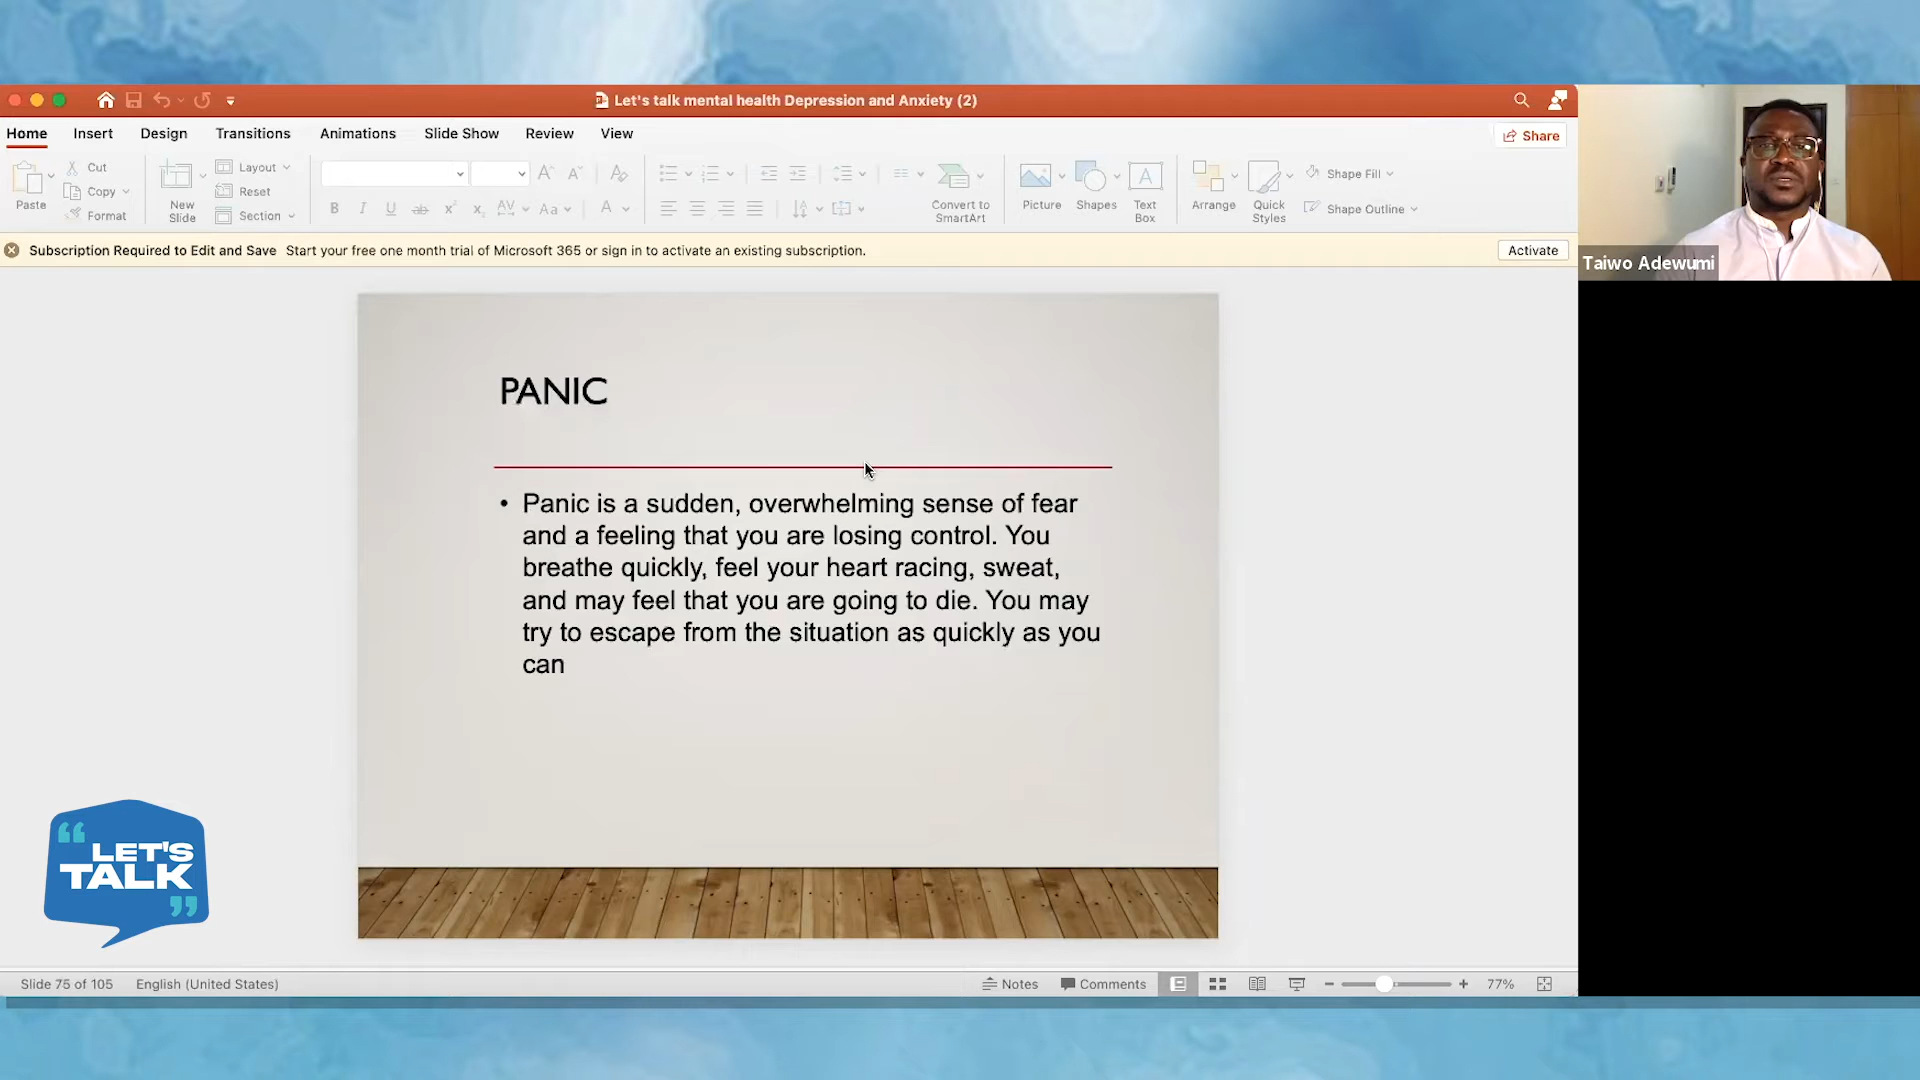 Let's talk mental health Depression and Anxiety (2)
Home Insert Design Transitions Animations Slide Show Review View
Share
Paste
Cut
Copy
Format
New
Slide
Layout
Reset
Section
B I U ab x² x₂ AV Aa A
Convert to
SmartArt
Picture
Shapes
Text
Box
Arrange
Quick
Styles
Shape Fill
Shape Outline
Subscription Required to Edit and Save Start your free one month trial of Microsoft 365 or sign in to activate an existing subscription.
Activate
Taiwo Adewumi
PANIC
• Panic is a sudden, overwhelming sense of fear
and a feeling that you are losing control. You
breathe quickly, feel your heart racing, sweat,
and may feel that you are going to die. You may
try to escape from the situation as quickly as you
can
“ LET'S
TALK ”
Slide 75 of 105 English (United States)
Notes Comments 77%